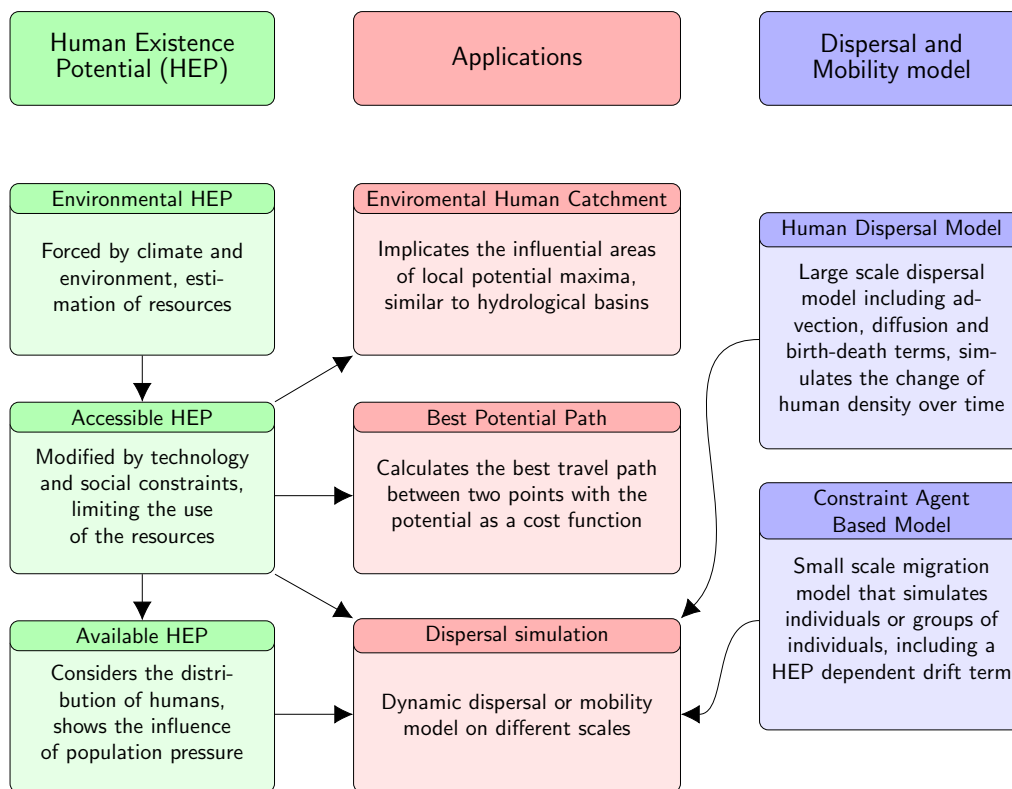 Human Existence
Potential (HEP)
Applications
Dispersal and
Mobility model
Environmental HEP
Forced by climate and
environment, esti-
mation of resources
Accessible HEP
Modified by technology
and social constraints,
limiting the use
of the resources
Available HEP
Considers the distri-
bution of humans,
shows the influence
of population pressure
Enviromental Human Catchment
Implicates the influential areas
of local potential maxima,
similar to hydrological basins
Best Potential Path
Calculates the best travel path
between two points with the
potential as a cost function
Dispersal simulation
Dynamic dispersal or mobility
model on different scales
Human Dispersal Model
Large scale dispersal
model including ad-
vection, diffusion and
birth-death terms, sim-
ulates the change of
human density over time
Constraint Agent
Based Model
Small scale migration
model that simulates
individuals or groups of
individuals, including a
HEP dependent drift term